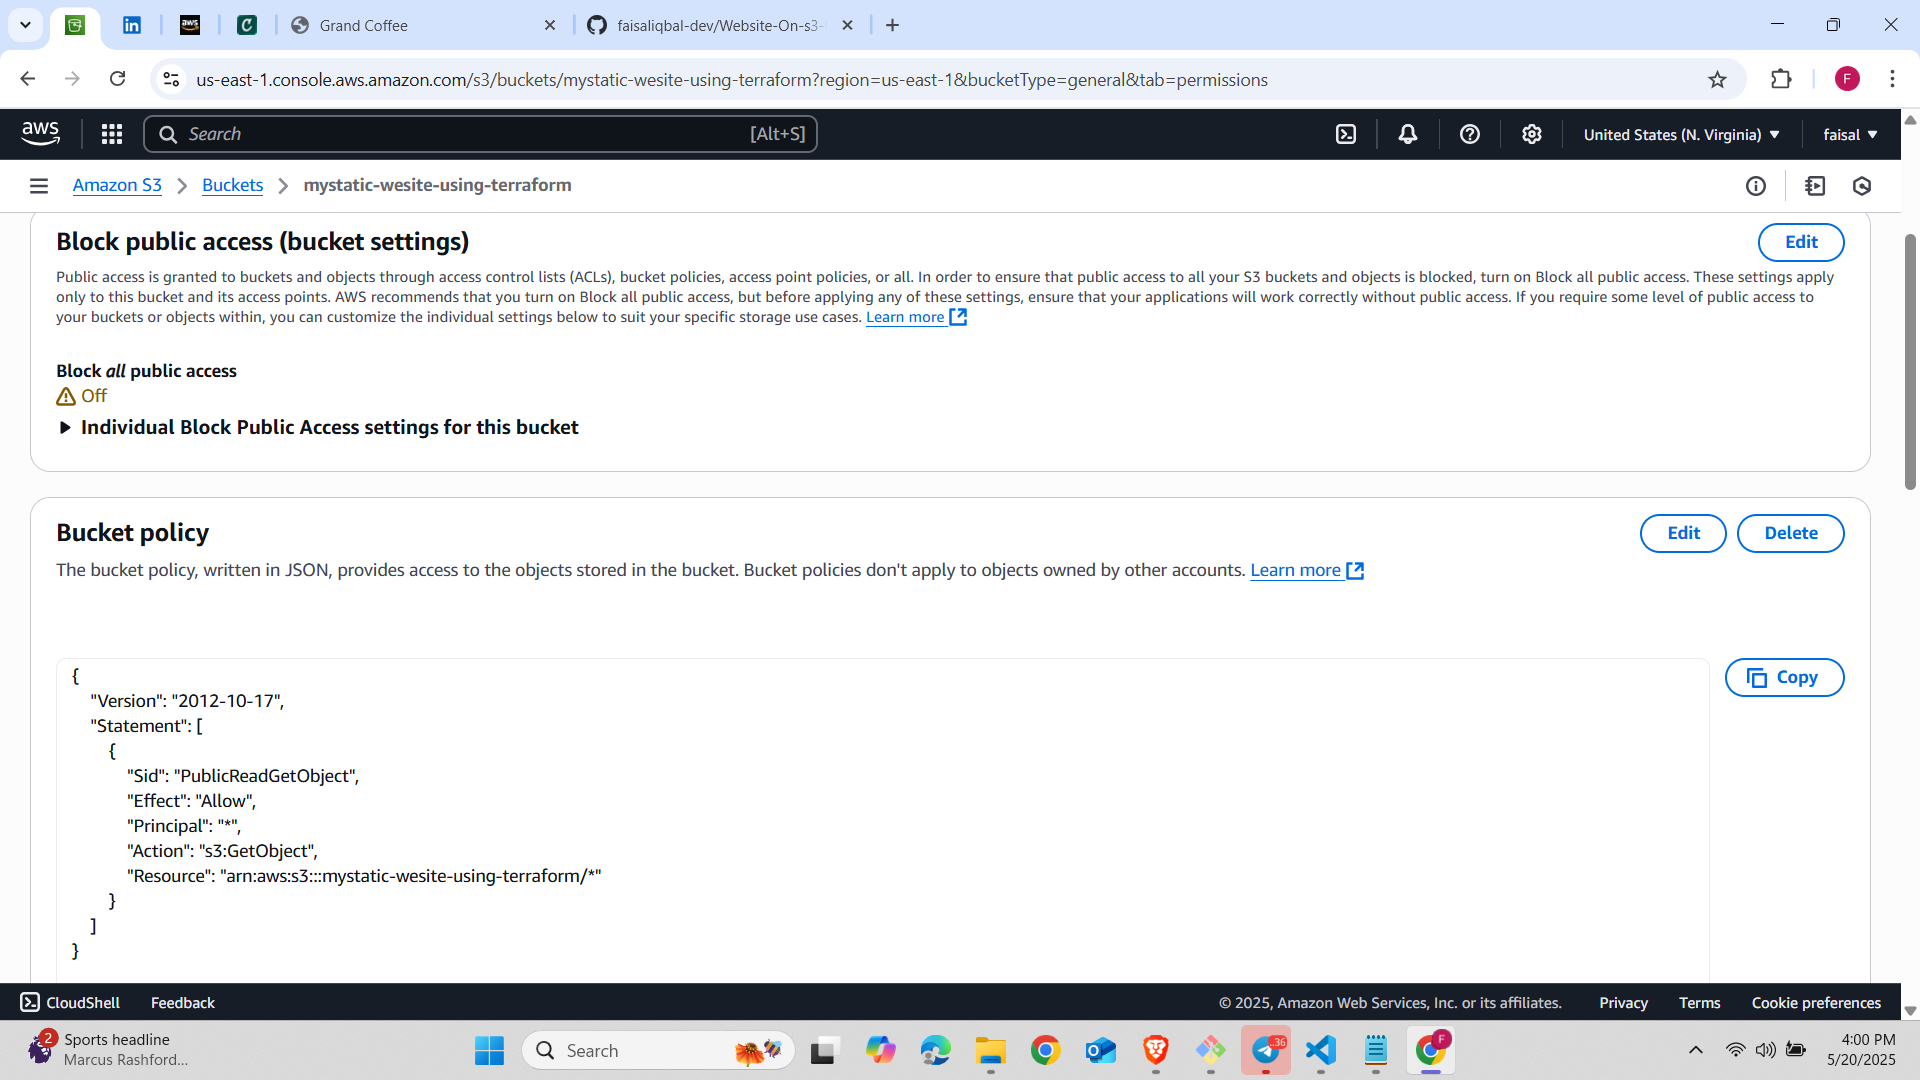 Grand Coffee
faisaliqbal-dev/Website-On-s3-
us-east-1.console.aws.amazon.com/s3/buckets/mystatic-wesite-using-terraform?region=us-east-1&bucketType=general&tab=permissions
F
aws
Search
[Alt+S]
United States (N. Virginia)
faisal
Amazon S3
Buckets
mystatic-wesite-using-terraform
Block public access (bucket settings)
Edit
Public access is granted to buckets and objects through access control lists (ACLs), bucket policies, access point policies, or all. In order to ensure that public access to all your S3 buckets and objects is blocked, turn on Block all public access. These settings apply
only to this bucket and its access points. AWS recommends that you turn on Block all public access, but before applying any of these settings, ensure that your applications will work correctly without public access. If you require some level of public access to
your buckets or objects within, you can customize the individual settings below to suit your specific storage use cases. Learn more
Block all public access
Off
Individual Block Public Access settings for this bucket
Bucket policy
Edit
Delete
The bucket policy, written in JSON, provides access to the objects stored in the bucket. Bucket policies don't apply to objects owned by other accounts. Learn more
Copy
{
"Version": "2012-10-17",
"Statement": [
{
"Sid": "PublicReadGetObject",
"Effect": "Allow",
"Principal": "*",
"Action": "s3:GetObject",
"Resource": "arn:aws:s3:::mystatic-wesite-using-terraform/*"
}
]
}
CloudShell
Feedback
© 2025, Amazon Web Services, Inc. or its affiliates.
Privacy
Terms
Cookie preferences
2
Sports headline
Marcus Rashford...
Search
..36
F
4:00 PM
5/20/2025